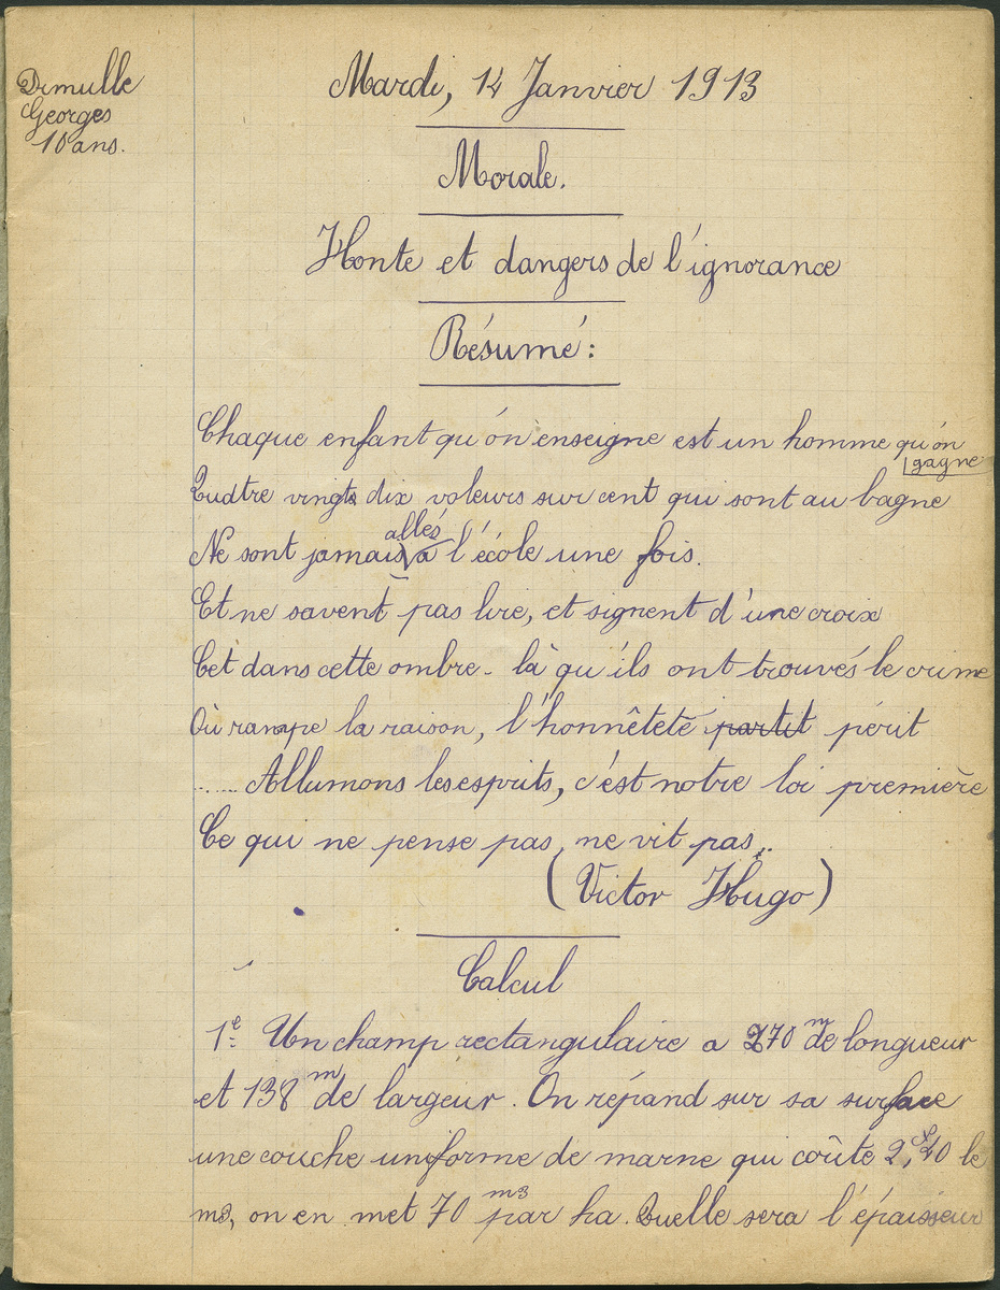 Demulle
Georges
10 ans.
Mardi, 14 Janvier 1913
Morale.
Honte et dangers de l'ignorance
Résumé :
Chaque enfant qu'on enseigne est un homme qu'on
gagne
Quatre vingts dix voleurs sur cent qui sont au bagne
Ne sont jamais allés à l'école une fois.
Et ne savent pas lire, et signent d'une croix
C'et dans cette ombre-là qu'ils ont trouvés le crime
Où rampe la raison, l'honnêteté partit périt
...... Allumons les esprits, c'est notre loi première
Ce qui ne pense pas, ne vit pas..
(Victor Hugo)
Calcul
1e. Un champ rectangulaire a 270 m de longueur
et 138 m de largeur. On répand sur sa surface
une couche uniforme de marne qui coûte 2,40 le
m3, on en met 70 m3 par ha. Quelle sera l'épaisseur